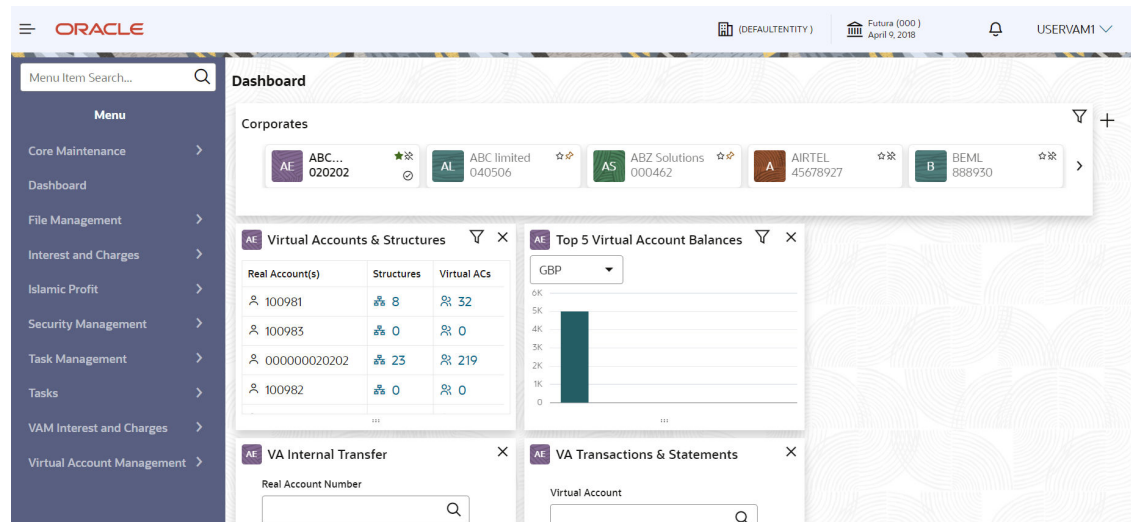 ORACLE
(DEFAULTENTITY )
Futura (000 )
April 9, 2018
USERVAM1
Menu Item Search...
Menu
Core Maintenance
Dashboard
File Management
Interest and Charges
Islamic Profit
Security Management
Task Management
Tasks
VAM Interest and Charges
Virtual Account Management
Dashboard
Corporates
AE ABC...
020202
AL ABC limited
040506
AS ABZ Solutions
000462
A AIRTEL
45678927
B BEML
888930
AE Virtual Accounts & Structures
Real Account(s) Structures Virtual ACs
100981 8 32
100983 0 0
000000020202 23 219
100982 0 0
AE Top 5 Virtual Account Balances
GBP
6K
5K
4K
3K
2K
1K
0
AE VA Internal Transfer
Real Account Number
AE VA Transactions & Statements
Virtual Account